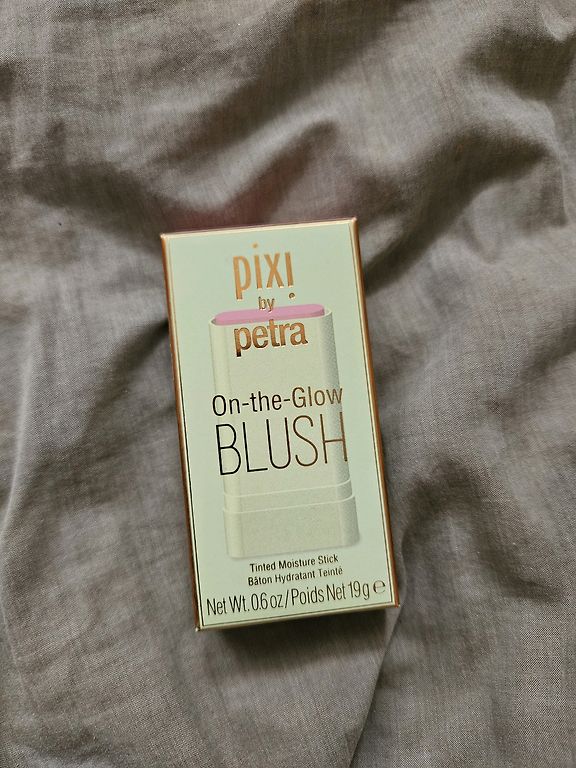 pixi
by
petra
On-the-Glow
BLUSH
Tinted Moisture Stick
Bâton Hydratant Teinté
Net Wt. 0.6 oz/Poids Net 19 g ℮